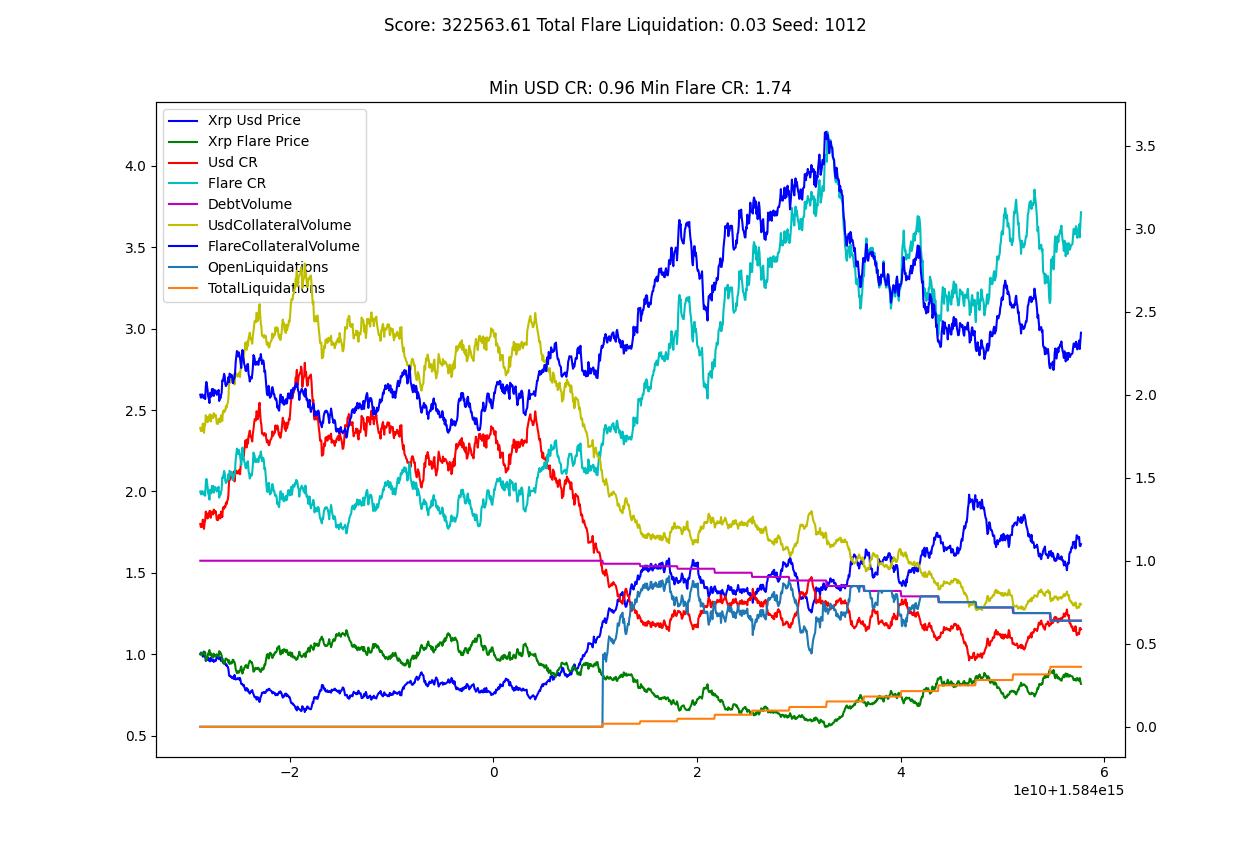 Score: 322563.61 Total Flare Liquidation: 0.03 Seed: 1012
Min USD CR: 0.96 Min Flare CR: 1.74
Xrp Usd Price
Xrp Flare Price
Usd CR
Flare CR
DebtVolume
UsdCollateralVolume
FlareCollateralVolume
OpenLiquidations
TotalLiquidations
4.0
3.5
3.0
2.5
2.0
1.5
1.0
0.5
3.5
3.0
2.5
2.0
1.5
1.0
0.5
0.0
−2
0
2
4
6
1e10+1.584e15